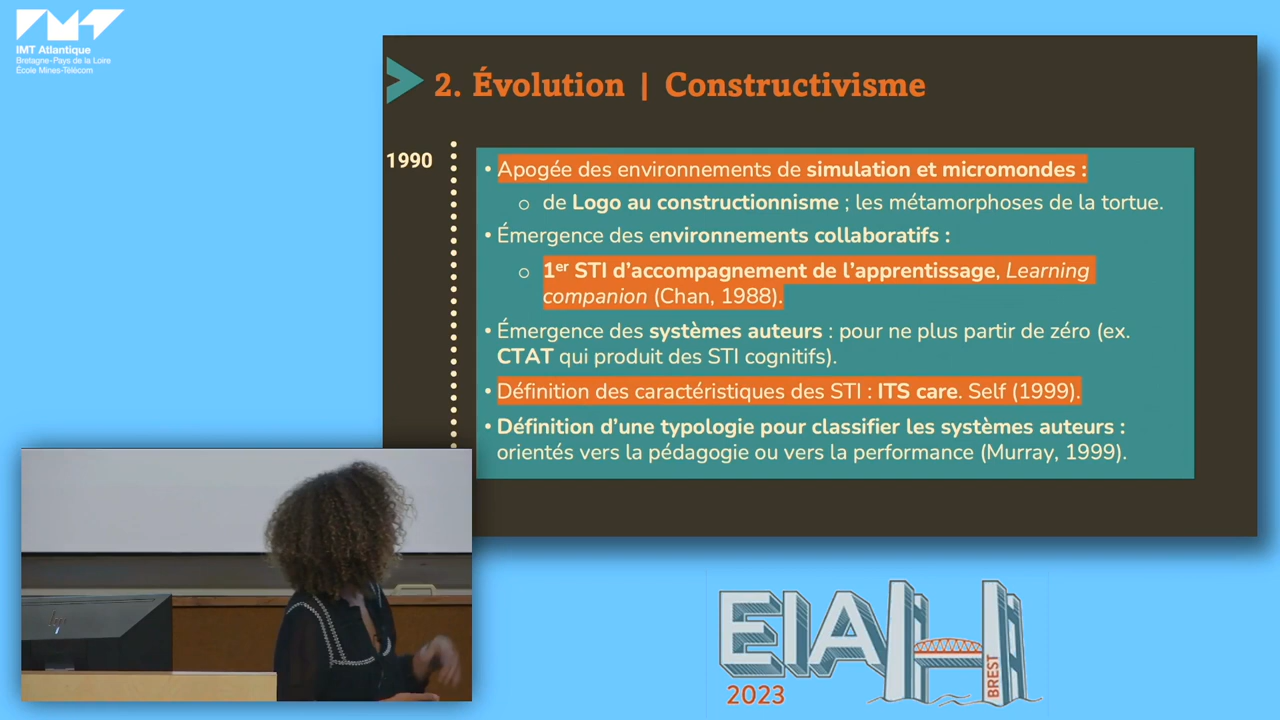 IMT Atlantique
Bretagne-Pays de la Loire
École Mines-Télécom
2. Évolution | Constructivisme
1990
• Apogée des environnements de simulation et micromondes :
o de Logo au constructionnisme ; les métamorphoses de la tortue.
• Émergence des environnements collaboratifs :
o 1er STI d’accompagnement de l’apprentissage, Learning
companion (Chan, 1988).
• Émergence des systèmes auteurs : pour ne plus partir de zéro (ex.
CTAT qui produit des STI cognitifs).
• Définition des caractéristiques des STI : ITS care. Self (1999).
• Définition d’une typologie pour classifier les systèmes auteurs :
orientés vers la pédagogie ou vers la performance (Murray, 1999).
hp
EIAH
2023
BREST